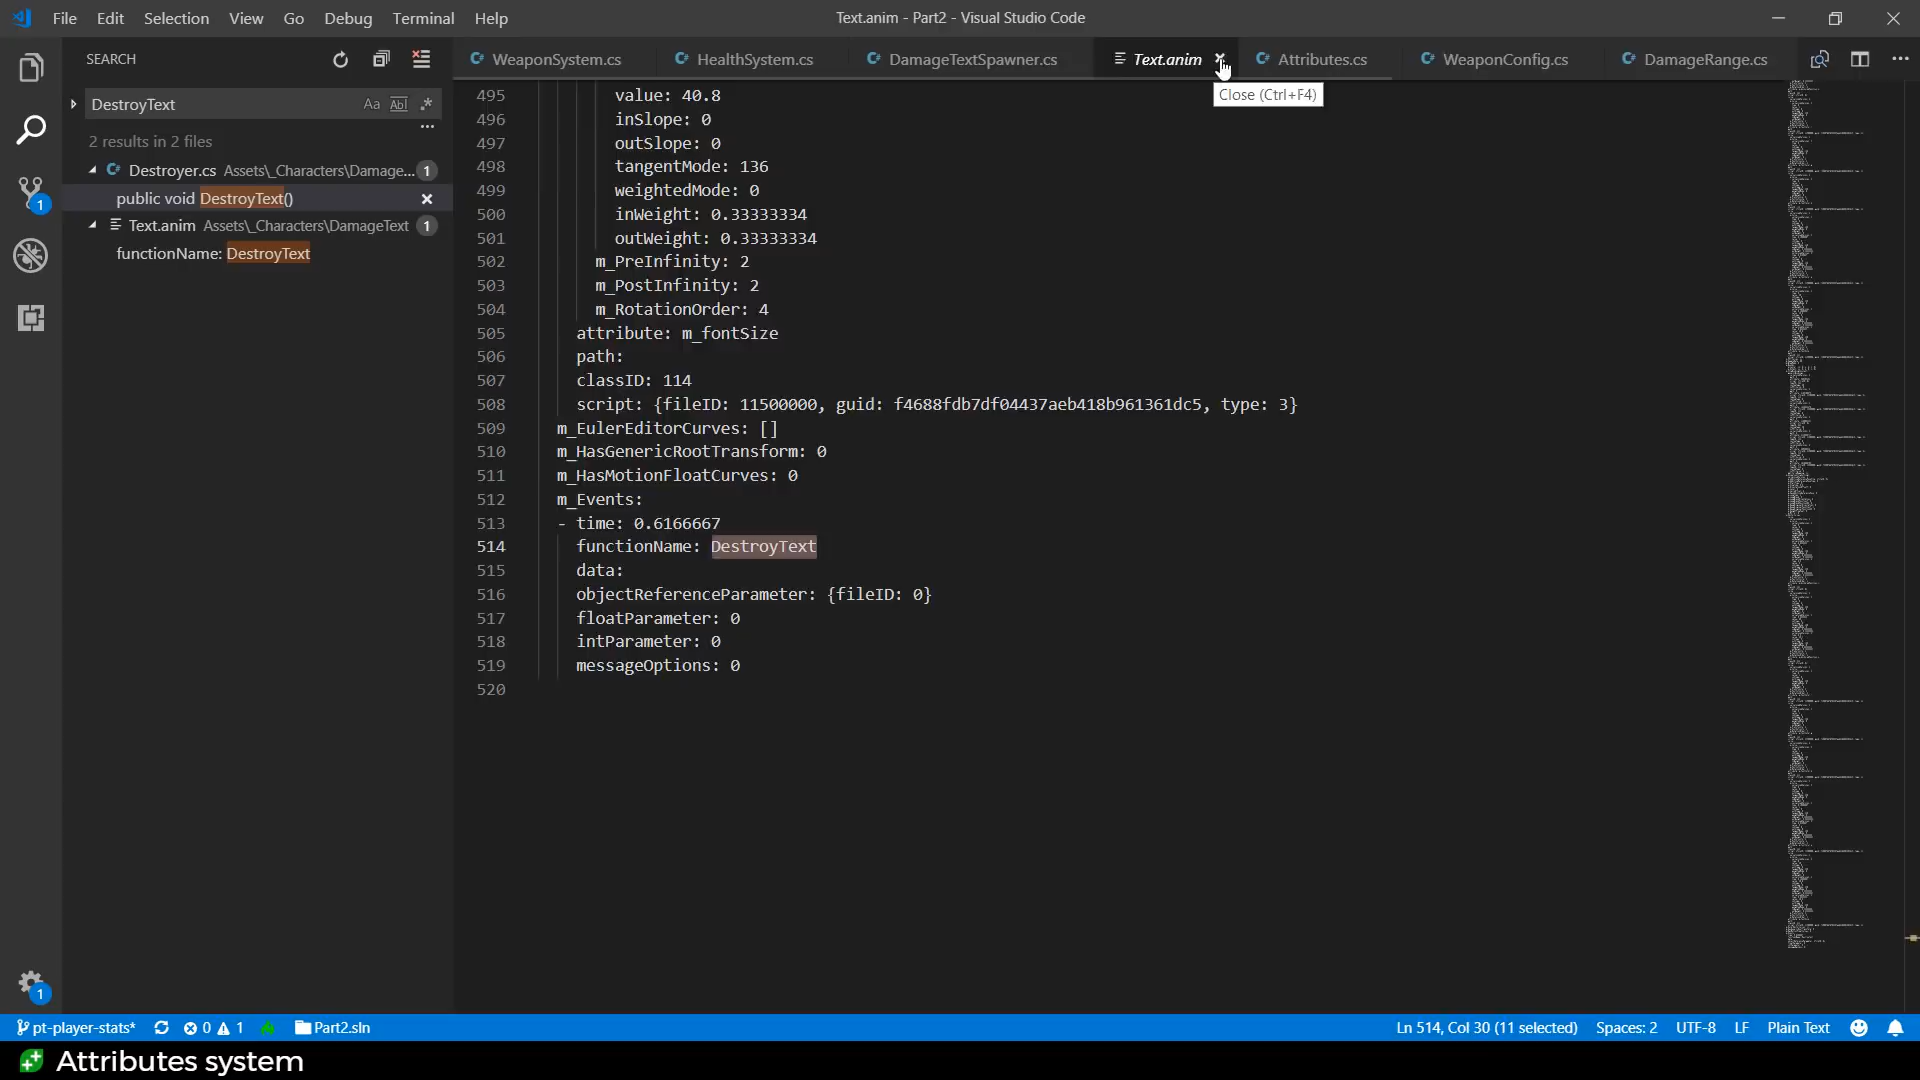 File Edit Selection View Go Debug Terminal Help
Text.anim - Part2 - Visual Studio Code
SEARCH
WeaponSystem.cs
HealthSystem.cs
DamageTextSpawner.cs
Text.anim
Attributes.cs
WeaponConfig.cs
DamageRange.cs
Close (Ctrl+F4)
DestroyText
Aa Abl .*
2 results in 2 files
Destroyer.cs Assets\_Characters\Damage... 1
public void DestroyText()
Text.anim Assets\_Characters\DamageText 1
functionName: DestroyText
495 value: 40.8
496 inSlope: 0
497 outSlope: 0
498 tangentMode: 136
499 weightedMode: 0
500 inWeight: 0.33333334
501 outWeight: 0.33333334
502 m_PreInfinity: 2
503 m_PostInfinity: 2
504 m_RotationOrder: 4
505 attribute: m_fontSize
506 path:
507 classID: 114
508 script: {fileID: 11500000, guid: f4688fdb7df04437aeb418b961361dc5, type: 3}
509 m_EulerEditorCurves: []
510 m_HasGenericRootTransform: 0
511 m_HasMotionFloatCurves: 0
512 m_Events:
513 - time: 0.6166667
514 functionName: DestroyText
515 data:
516 objectReferenceParameter: {fileID: 0}
517 floatParameter: 0
518 intParameter: 0
519 messageOptions: 0
520
1
1
pt-player-stats* 0 1 Part2.sln
Ln 514, Col 30 (11 selected) Spaces: 2 UTF-8 LF Plain Text
Attributes system